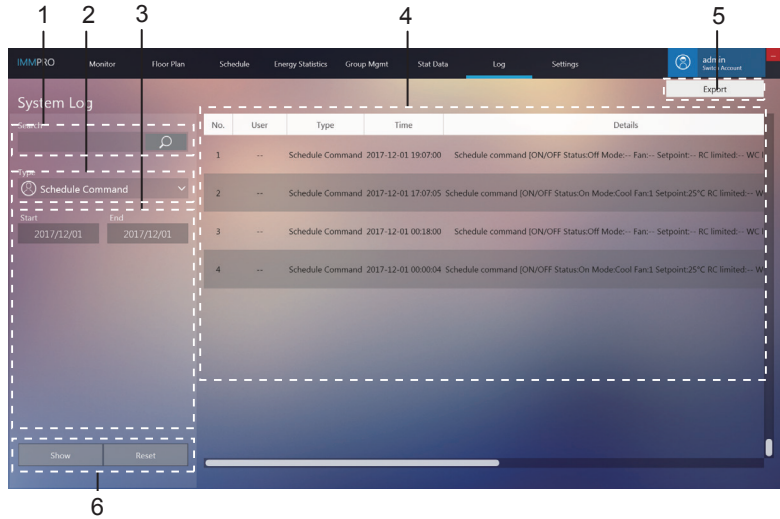 1 2 3 4 5
IMMPRO Monitor Floor Plan Schedule Energy Statistics Group Mgmt Stat Data Log Settings admin
Switch Account
Export
System Log
Search
No. User Type Time Details
1 -- Schedule Command 2017-12-01 19:07:00 Schedule command [ON/OFF Status:Off Mode:-- Fan:-- Setpoint:-- RC limited:-- WC
Type
Schedule Command
2 -- Schedule Command 2017-12-01 17:07:05 Schedule command [ON/OFF Status:On Mode:Cool Fan:1 Setpoint:25°C RC limited:-- W
Start End
2017/12/01 2017/12/01
3 -- Schedule Command 2017-12-01 00:18:00 Schedule command [ON/OFF Status:Off Mode:-- Fan:-- Setpoint:-- RC limited:-- WC
4 -- Schedule Command 2017-12-01 00:00:04 Schedule command [ON/OFF Status:On Mode:Cool Fan:1 Setpoint:25°C RC limited:-- W
Show Reset
6